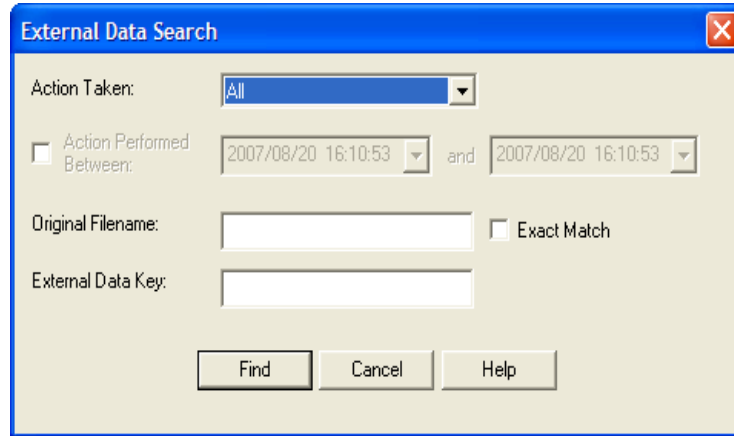 External Data Search
Action Taken: All
Action Performed
Between: 2007/08/20 16:10:53 and 2007/08/20 16:10:53
Original Filename: Exact Match
External Data Key:
Find Cancel Help